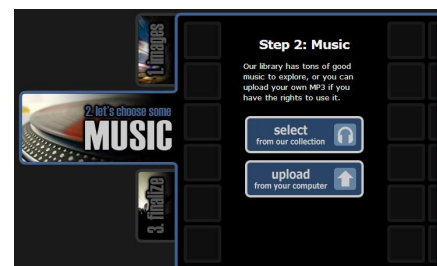 1. images
2. let's choose some
MUSIC
3. finalize
Step 2: Music
Our library has tons of good
music to explore, or you can
upload your own MP3 if you
have the rights to use it.
select
from our collection
upload
from your computer